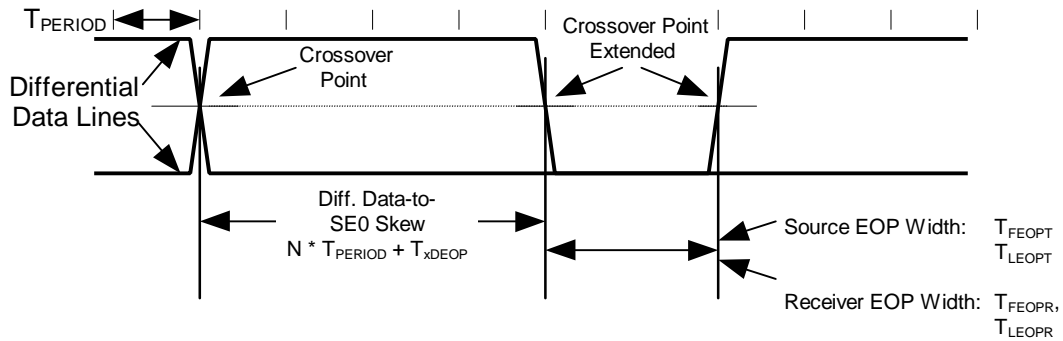 TPERIOD
Differential
Data Lines
Crossover
Point
Crossover Point
Extended
Diff. Data-to-
SE0 Skew
N * TPERIOD + TxDEOP
Source EOP Width: TFEOPT
TLEOPT
Receiver EOP Width: TFEOPR,
TLEOPR